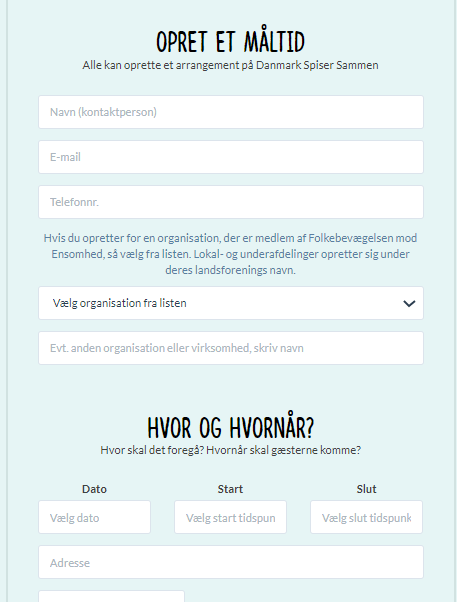 OPRET ET MÅLTID
Alle kan oprette et arrangement på Danmark Spiser Sammen
Navn (kontaktperson)
E-mail
Telefonnr.
Hvis du opretter for en organisation, der er medlem af Folkebevægelsen mod
Ensomhed, så vælg fra listen. Lokal- og underafdelinger opretter sig under
deres landsforenings navn.
Vælg organisation fra listen
Evt. anden organisation eller virksomhed, skriv navn
HVOR OG HVORNÅR?
Hvor skal det foregå? Hvornår skal gæsterne komme?
Dato Start Slut
Vælg dato Vælg start tidspun Vælg slut tidspunk
Adresse